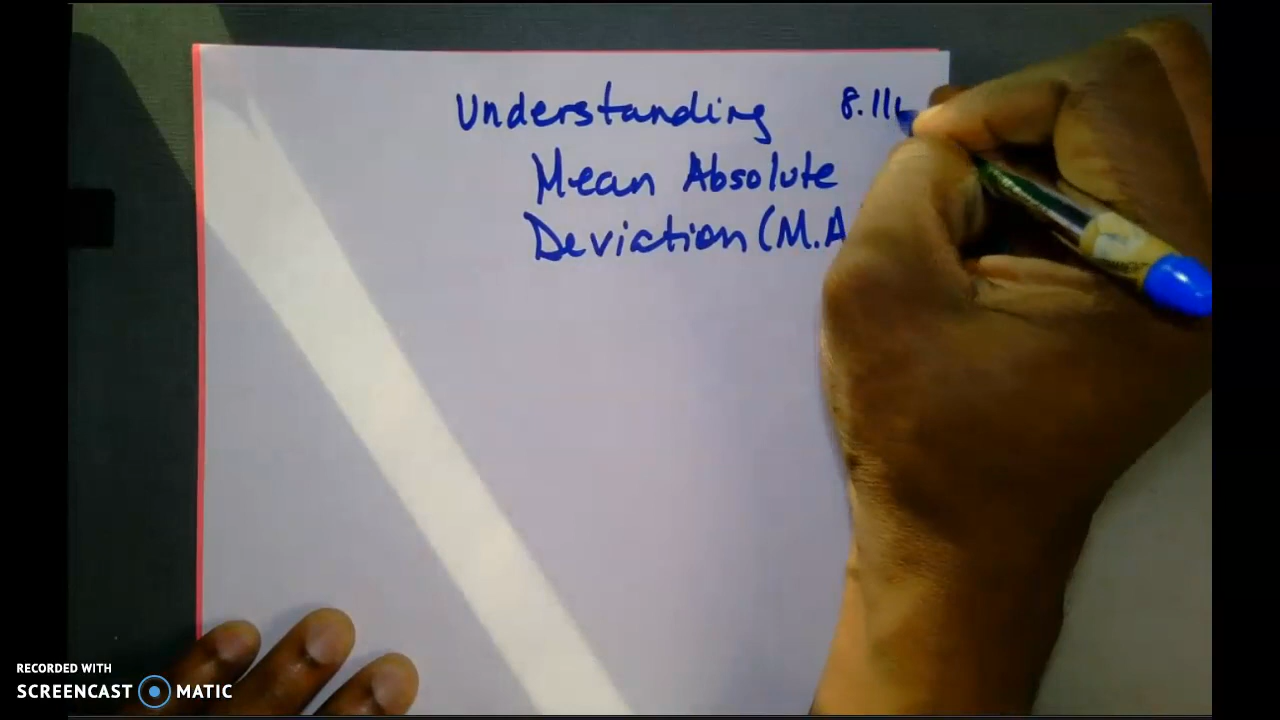 Understanding 8.11
Mean Absolute
Deviation (M.A
RECORDED WITH
SCREENCAST MATIC